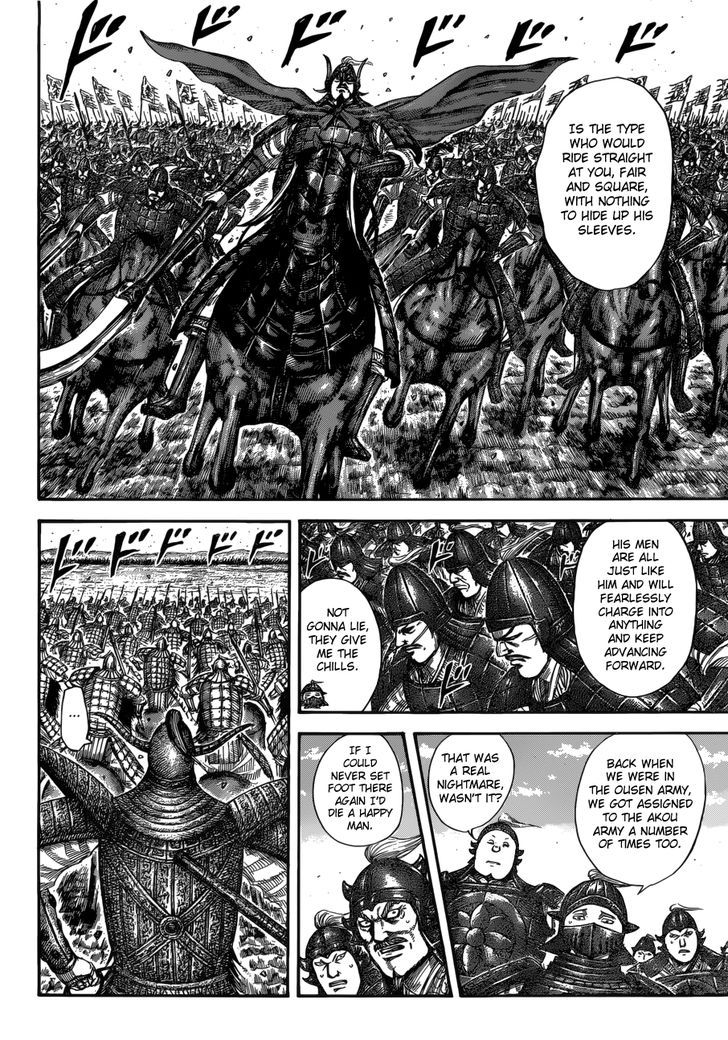 ドドドドドド
IS THE TYPE
WHO WOULD
RIDE STRAIGHT
AT YOU, FAIR
AND SQUARE,
WITH NOTHING
TO HIDE UP HIS
SLEEVES.
HIS MEN
ARE ALL
JUST LIKE
HIM AND WILL
FEARLESSLY
CHARGE INTO
ANYTHING
AND KEEP
ADVANCING
FORWARD.
ドド
NOT
GONNA LIE,
THEY GIVE
ME THE
CHILLS.
ドドドドド
...
BACK WHEN
WE WERE IN
THE OUSEN ARMY,
WE GOT ASSIGNED
TO THE AKOU
ARMY A NUMBER
OF TIMES TOO.
THAT WAS
A REAL
NIGHTMARE,
WASN'T IT?
IF I
COULD
NEVER SET
FOOT THERE
AGAIN I'D
DIE A HAPPY
MAN.